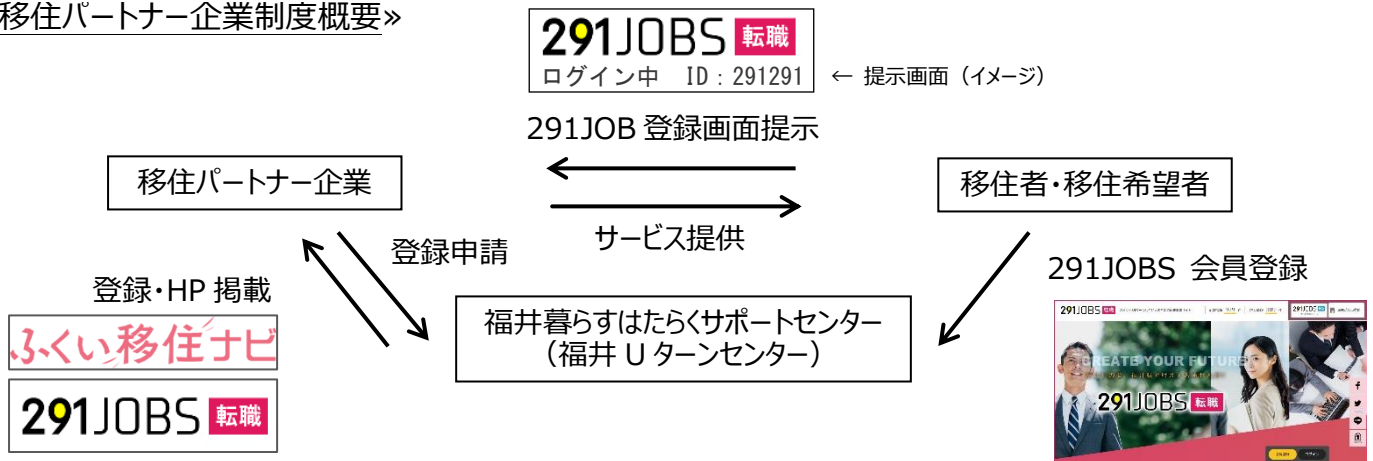 移住パートナー企業制度概要»
291JOBS 転職
ログイン中 ID：291291
← 提示画面（イメージ）
291JOB 登録画面提示
移住パートナー企業
移住者・移住希望者
サービス提供
登録申請
291JOBS 会員登録
登録・HP 掲載
ふくい移住ナビ
291JOBS 転職
福井暮らすはたらくサポートセンター
（福井 U ターンセンター）
291JOBS 転職
CREATE YOUR FUTURE
291JOBS 転職